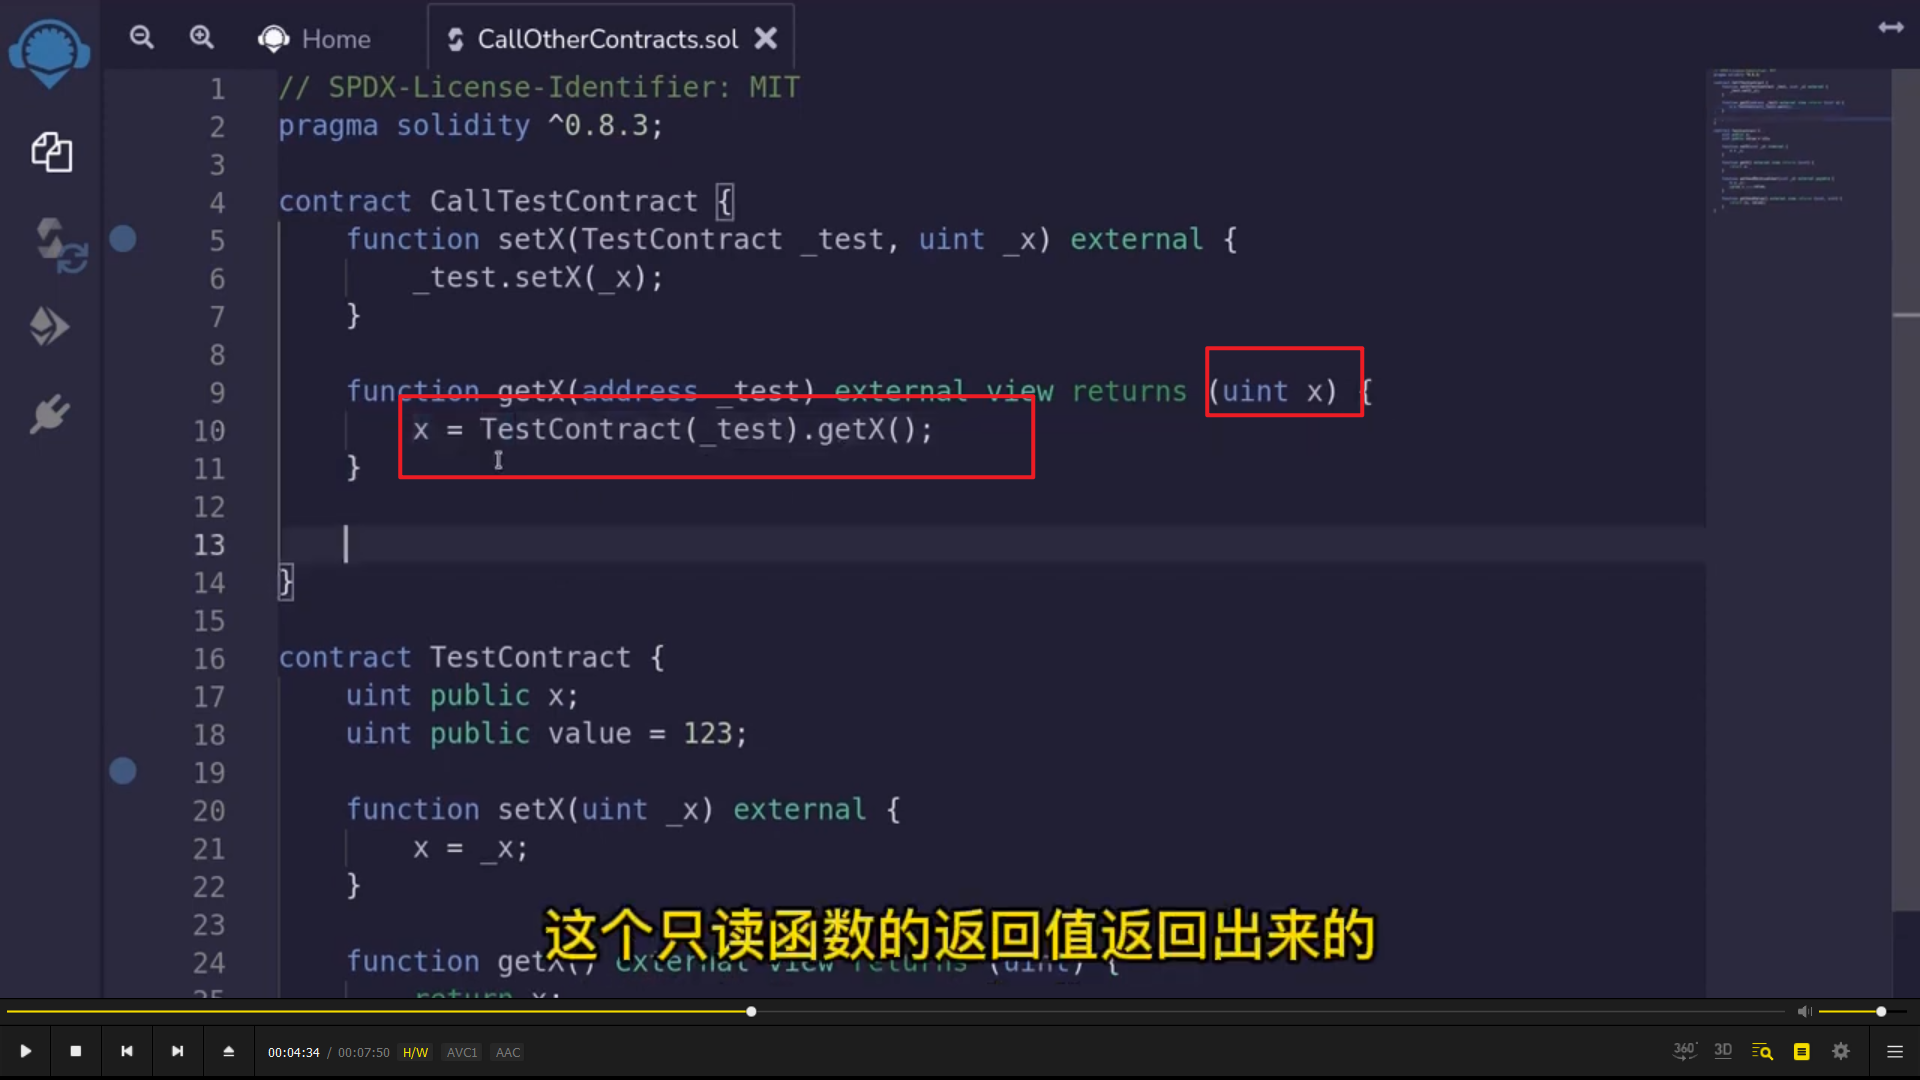 Home
CallOtherContracts.sol
1 // SPDX-License-Identifier: MIT
2 pragma solidity ^0.8.3;
3
4 contract CallTestContract {
5 function setX(TestContract _test, uint _x) external {
6 _test.setX(_x);
7 }
8
9 function getX(address _test) external view returns (uint x) {
10 x = TestContract(_test).getX();
11 }
12
13
14 }
15
16 contract TestContract {
17 uint public x;
18 uint public value = 123;
19
20 function setX(uint _x) external {
21 x = _x;
22 }
23
24 function getX() external view returns (uint) {
25 return x;
这个只读函数的返回值返回出来的
00:04:34 / 00:07:50 H/W AVC1 AAC
360° 3D